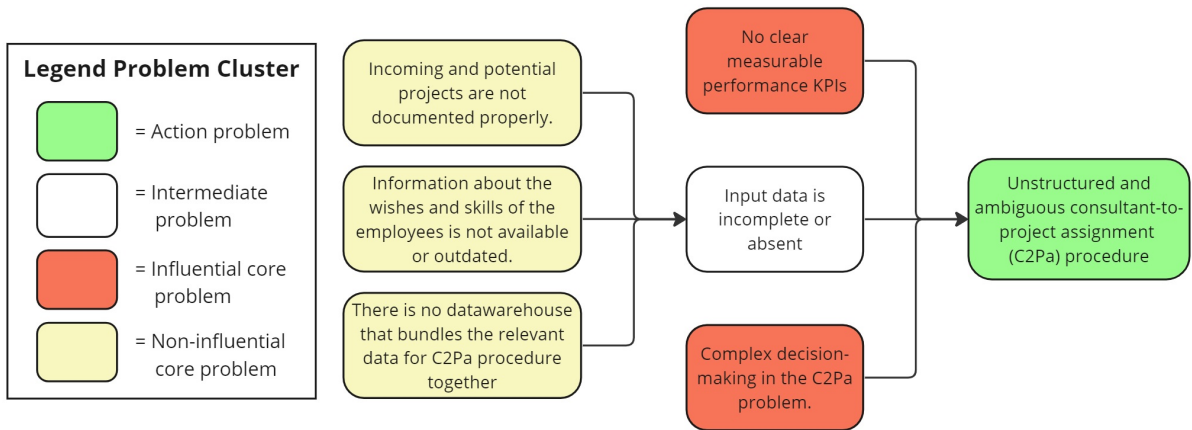 Legend Problem Cluster
= Action problem
= Intermediate
problem
= Influential core
problem
= Non-influential
core problem
Incoming and potential
projects are not
documented properly.
Information about the
wishes and skills of the
employees is not available
or outdated.
There is no datawarehouse
that bundles the relevant
data for C2Pa procedure
together
No clear
measurable
performance KPIs
Input data is
incomplete or
absent
Complex decision-
making in the C2Pa
problem.
Unstructured and
ambiguous consultant-to-
project assignment
(C2Pa) procedure